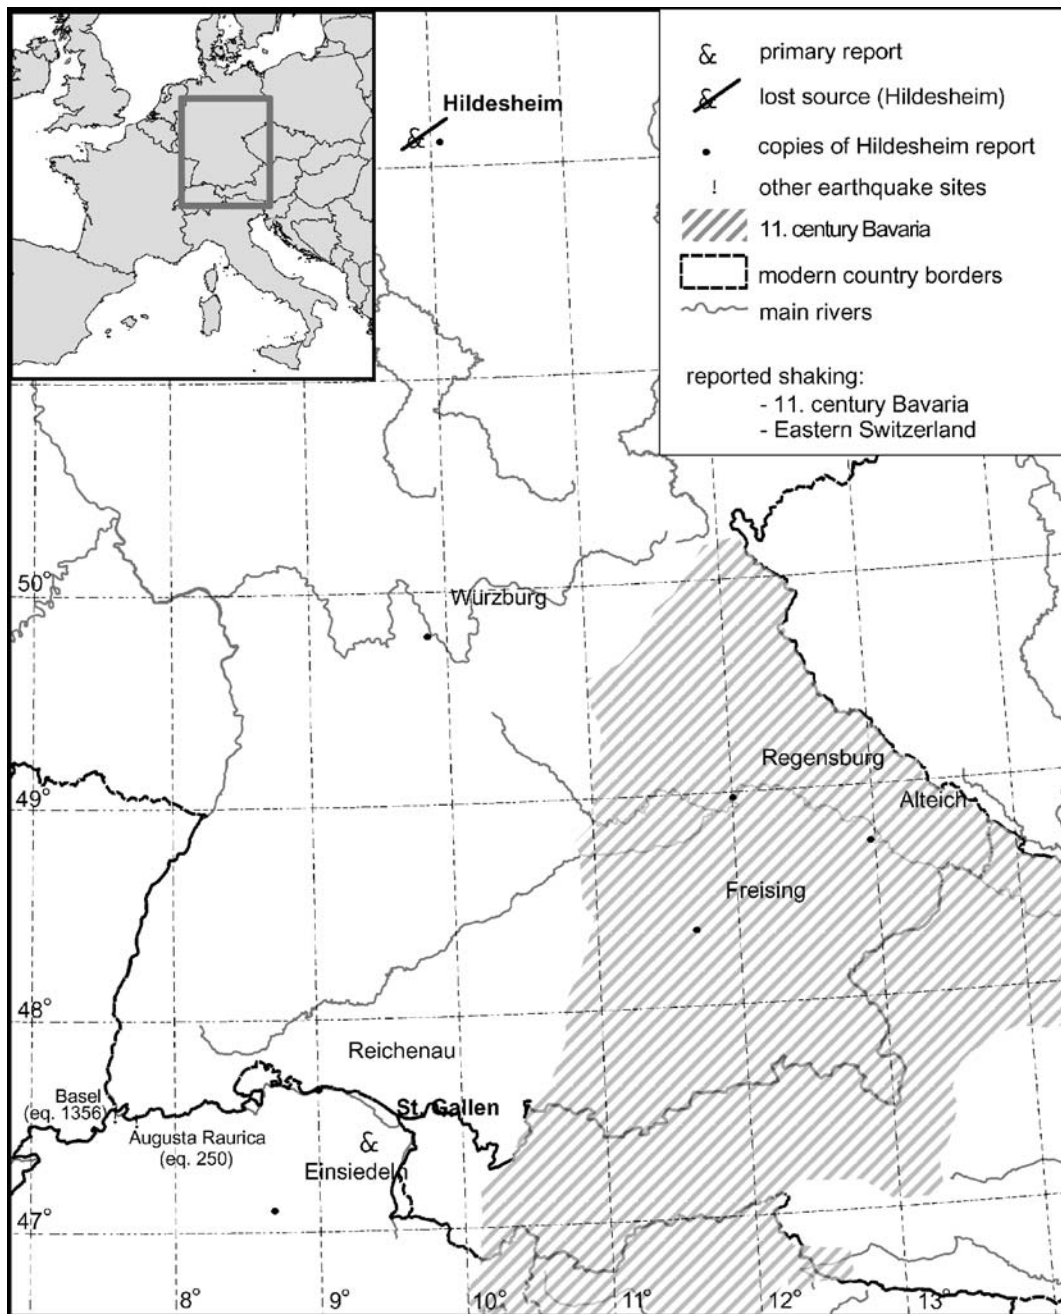 & primary report
& lost source (Hildesheim)
• copies of Hildesheim report
! other earthquake sites
11. century Bavaria
modern country borders
main rivers
reported shaking:
- 11. century Bavaria
- Eastern Switzerland
Hildesheim
&
50°
Würzburg
Regensburg
49°
Alteich
Freising
48°
Reichenau
Basel
(eq. 1356)
St. Gallen F
Augusta Raurica
(eq. 250)
&
Einsiedeln
47°
8° 9° 10° 11° 12° 13°